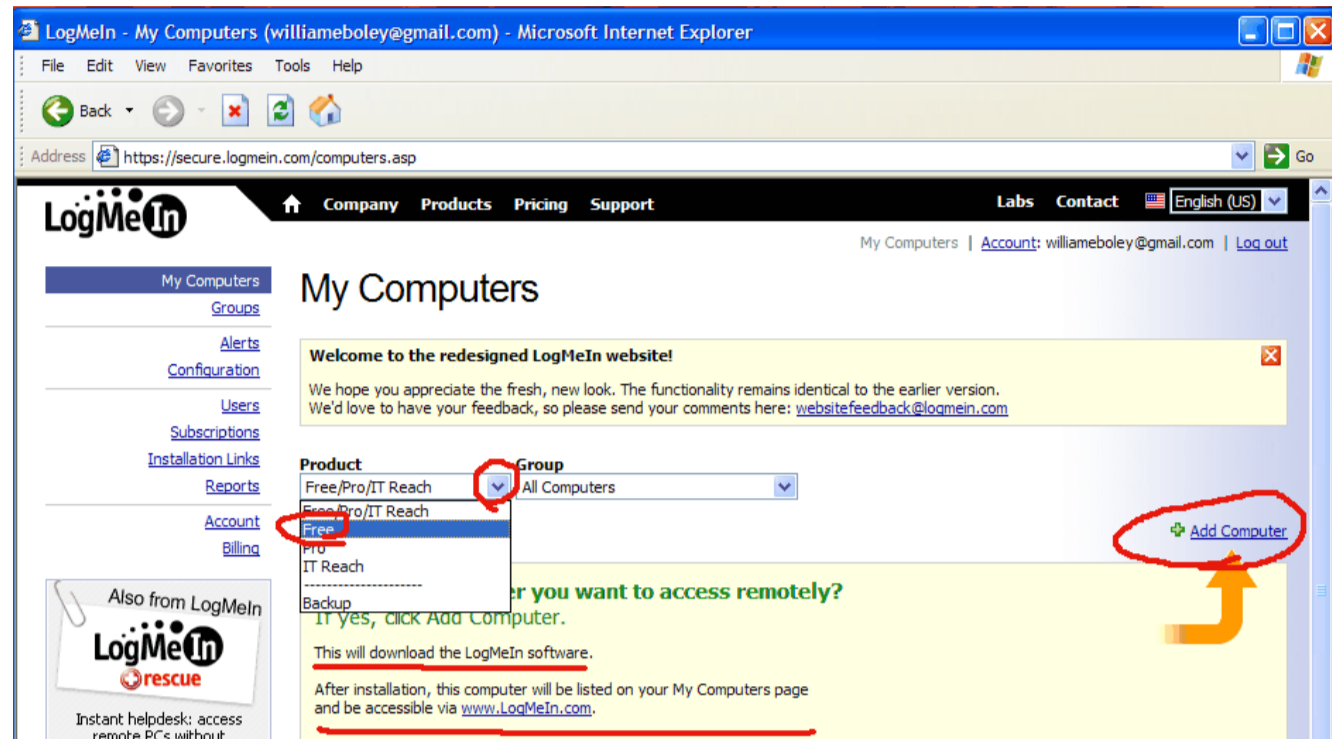 LogMeIn - My Computers (williameboley@gmail.com) - Microsoft Internet Explorer
File Edit View Favorites Tools Help
Back
Address https://secure.logmein.com/computers.asp Go
LogMeIn
Company Products Pricing Support Labs Contact English (US)
My Computers | Account: williameboley@gmail.com | Log out
My Computers
Groups
Alerts
Configuration
Users
Subscriptions
Installation Links
Reports
Account
Billing
Also from LogMeIn
LogMeIn
rescue
Instant helpdesk: access
remote PCs without
My Computers
Welcome to the redesigned LogMeIn website!
We hope you appreciate the fresh, new look. The functionality remains identical to the earlier version.
We'd love to have your feedback, so please send your comments here: websitefeedback@logmein.com
Product Group
Free/Pro/IT Reach All Computers
Free/Pro/IT Reach
Free
Pro
IT Reach
----------------------
Backup
Add Computer
you want to access remotely?
If yes, click Add Computer.
This will download the LogMeIn software.
After installation, this computer will be listed on your My Computers page
and be accessible via www.LogMeIn.com.